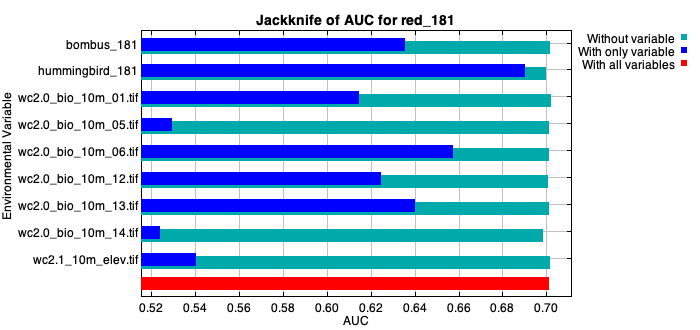 Jackknife of AUC for red_181
Without variable
With only variable
With all variables
Environmental Variable
bombus_181
hummingbird_181
wc2.0_bio_10m_01.tif
wc2.0_bio_10m_05.tif
wc2.0_bio_10m_06.tif
wc2.0_bio_10m_12.tif
wc2.0_bio_10m_13.tif
wc2.0_bio_10m_14.tif
wc2.1_10m_elev.tif
0.52 0.54 0.56 0.58 0.60 0.62 0.64 0.66 0.68 0.70
AUC